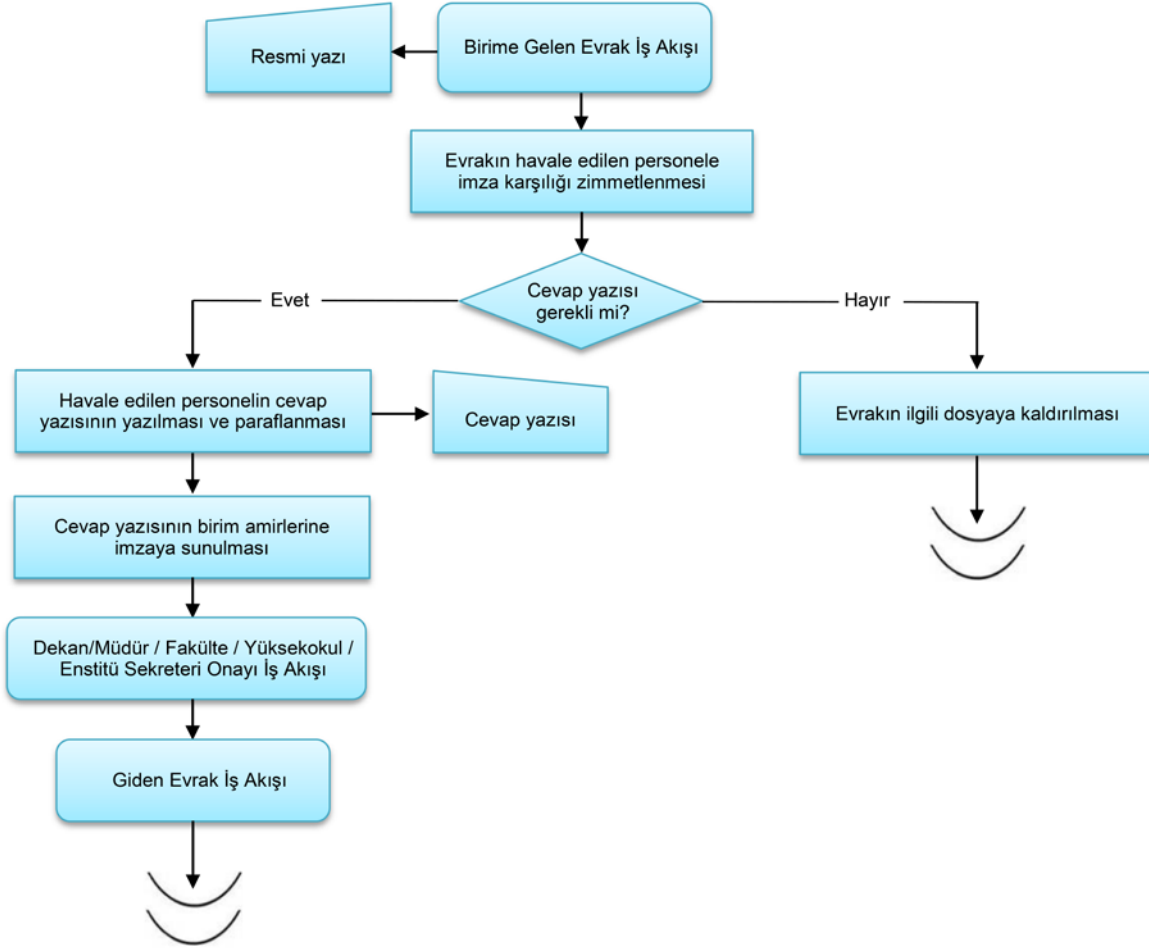 Resmi yazı
Birime Gelen Evrak İş Akışı
Evrakın havale edilen personele
imza karşılığı zimmetlenmesi
Cevap yazısı
gerekli mi?
Evet
Hayır
Havale edilen personelin cevap
yazısının yazılması ve paraflanması
Cevap yazısı
Evrakın ilgili dosyaya kaldırılması
Cevap yazısının birim amirlerine
imzaya sunulması
Dekan/Müdür / Fakülte / Yüksekokul /
Enstitü Sekreteri Onayı İş Akışı
Giden Evrak İş Akışı